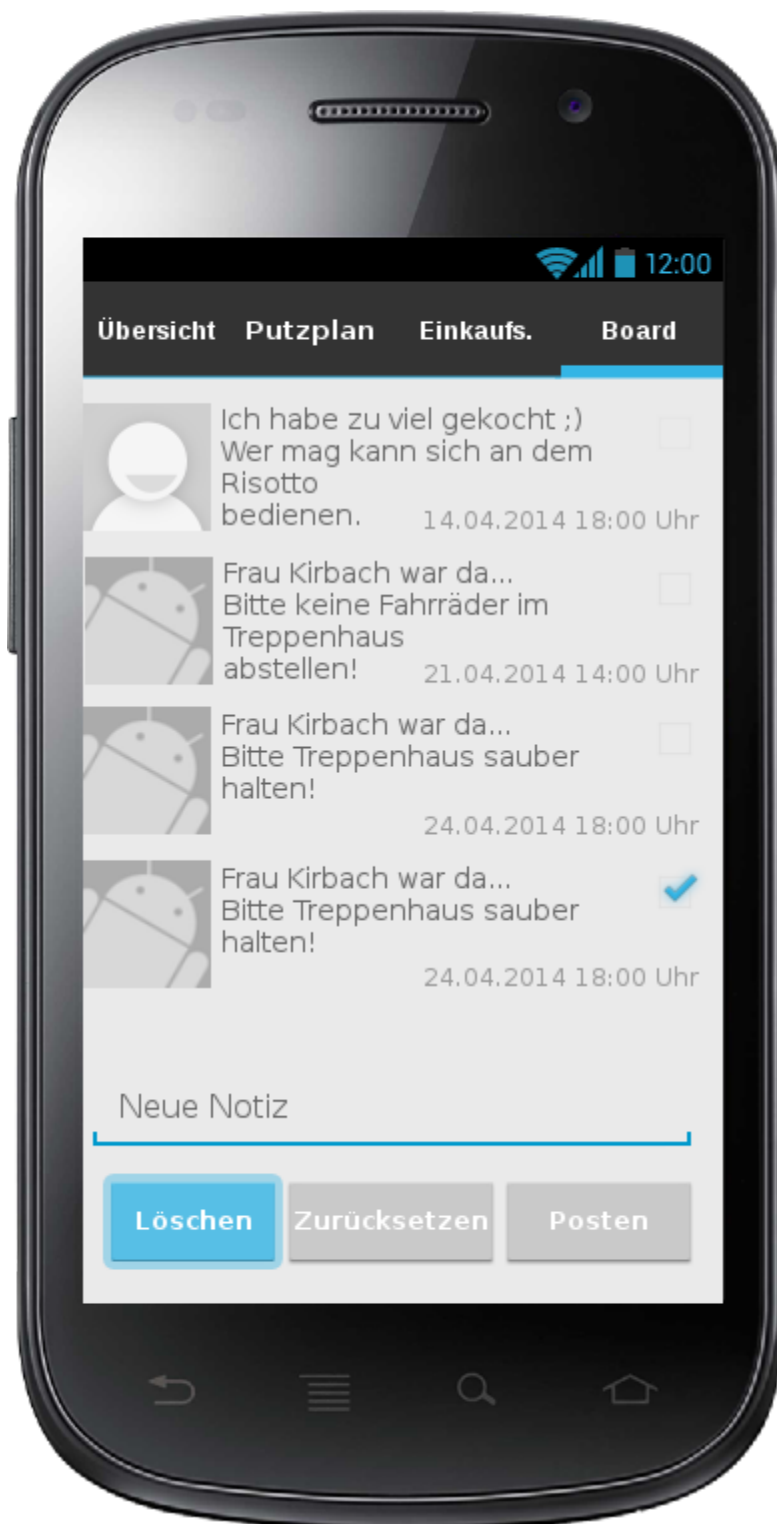 12:00
Übersicht Putzplan Einkaufs. Board
Ich habe zu viel gekocht ;)
Wer mag kann sich an dem
Risotto
bedienen. 14.04.2014 18:00 Uhr
Frau Kirbach war da...
Bitte keine Fahrräder im
Treppenhaus
abstellen! 21.04.2014 14:00 Uhr
Frau Kirbach war da...
Bitte Treppenhaus sauber
halten!
24.04.2014 18:00 Uhr
Frau Kirbach war da...
Bitte Treppenhaus sauber
halten!
24.04.2014 18:00 Uhr
Neue Notiz
Löschen Zurücksetzen Posten